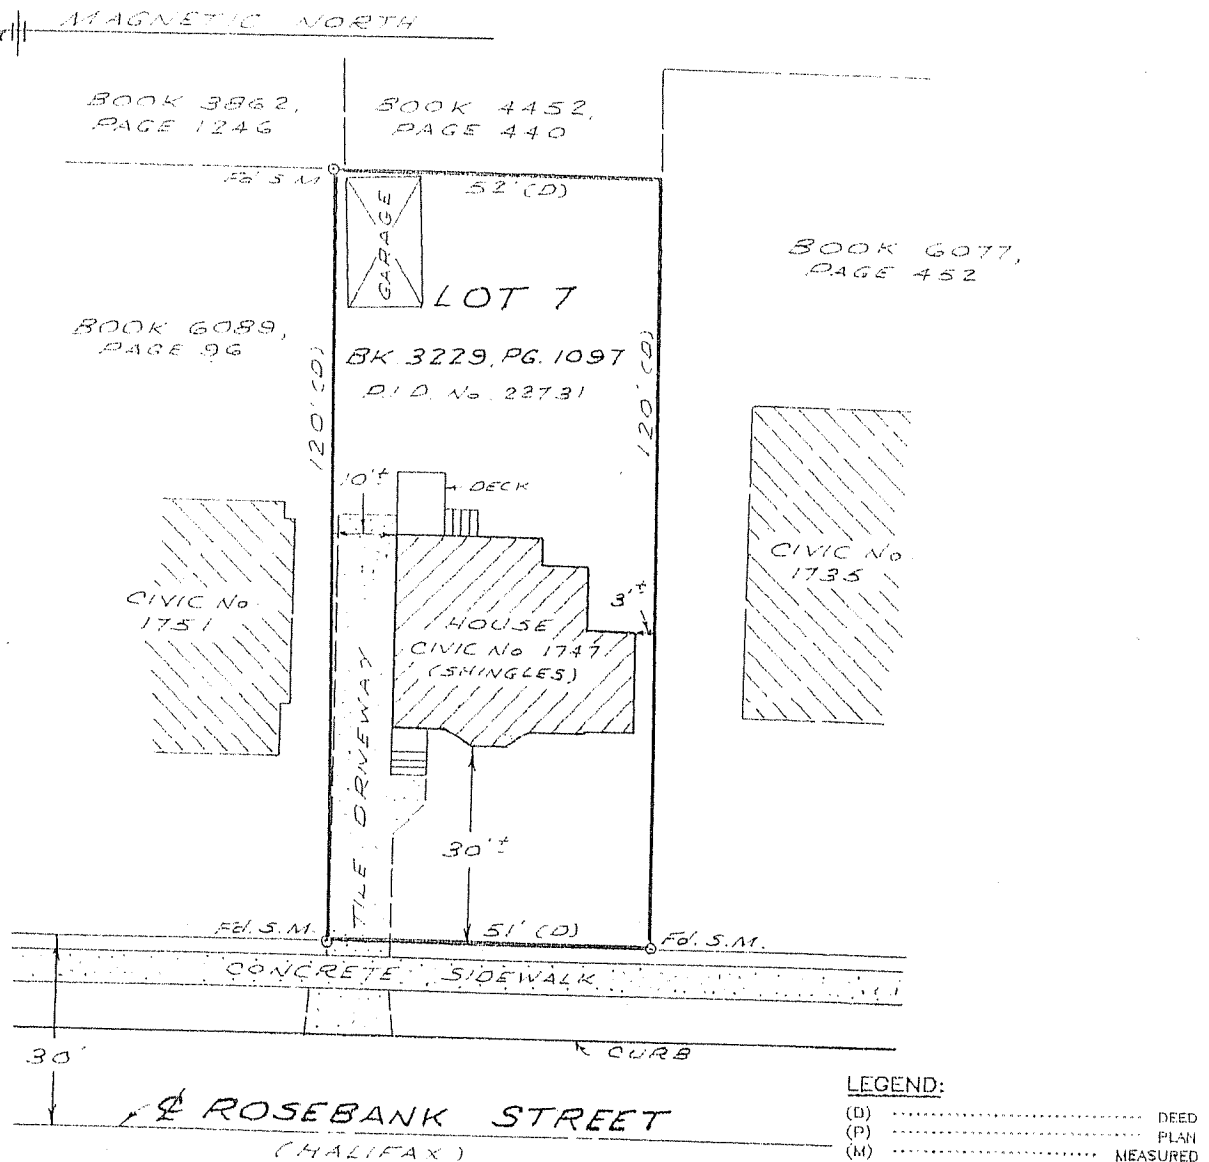 MAGNETIC NORTH
BOOK 3862,
PAGE 1246
BOOK 4452,
PAGE 440
Fd S.M
52' (D)
GARAGE
LOT 7
BOOK 6077,
PAGE 452
BOOK 6089,
PAGE 96
120' (D)
BK. 3229, PG. 1097
P.I.D. No. 22731
120' (D)
10'±
DECK
CIVIC No
1735
CIVIC No.
1751
3'±
HOUSE
CIVIC No 1747
(SHINGLES)
TILE DRIVEWAY
30'±
Fd. S.M.
51' (D)
Fd. S.M.
CONCRETE SIDEWALK
30'
CURB
℄ ROSEBANK STREET
(HALIFAX)
LEGEND:
(D) DEED
(P) PLAN
(M) MEASURED